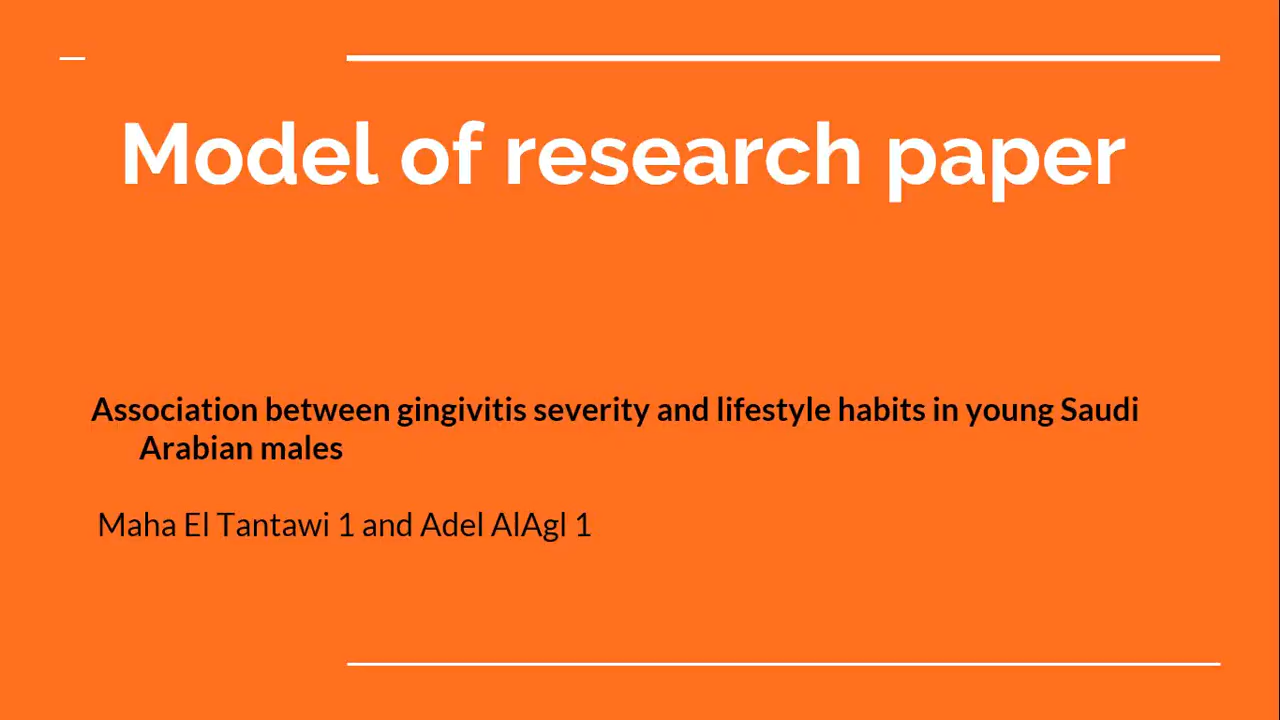 Model of research paper
Association between gingivitis severity and lifestyle habits in young Saudi
Arabian males
Maha El Tantawi 1 and Adel AlAgl 1